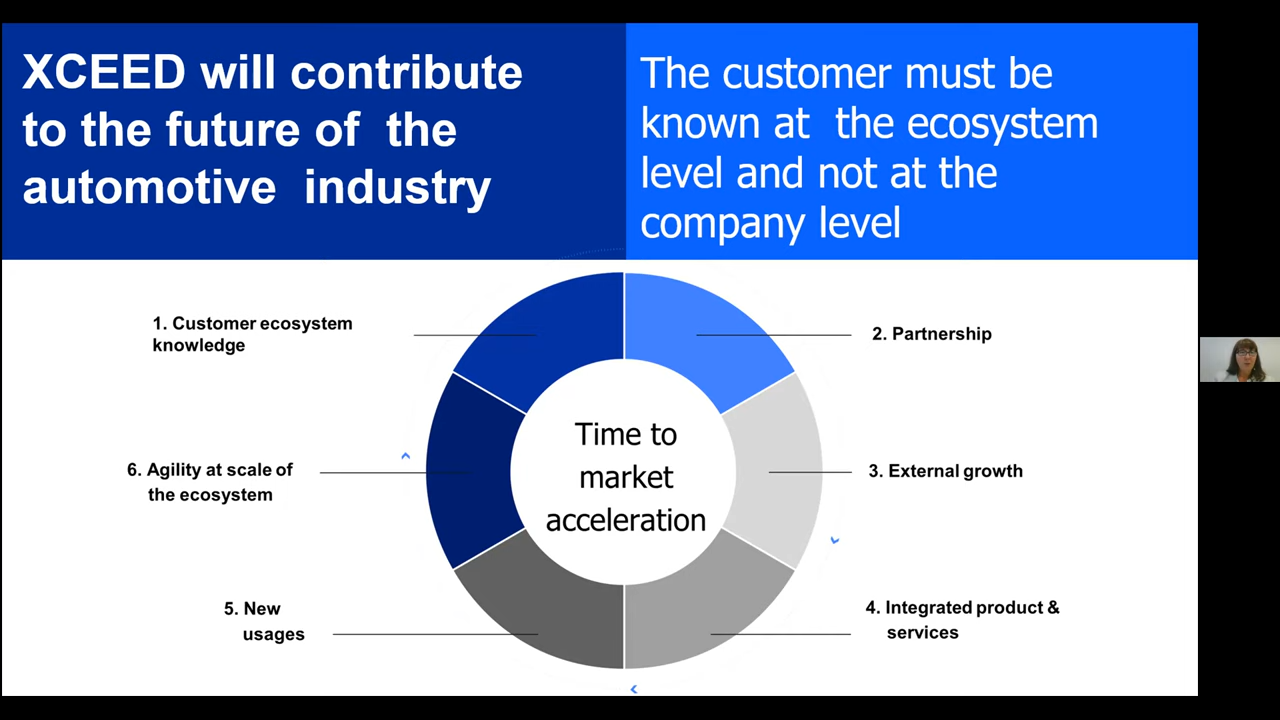 XCEED will contribute
to the future of the
automotive industry
The customer must be
known at the ecosystem
level and not at the
company level
1. Customer ecosystem
knowledge
2. Partnership
Time to
market
acceleration
6. Agility at scale of
the ecosystem
3. External growth
5. New
usages
4. Integrated product &
services